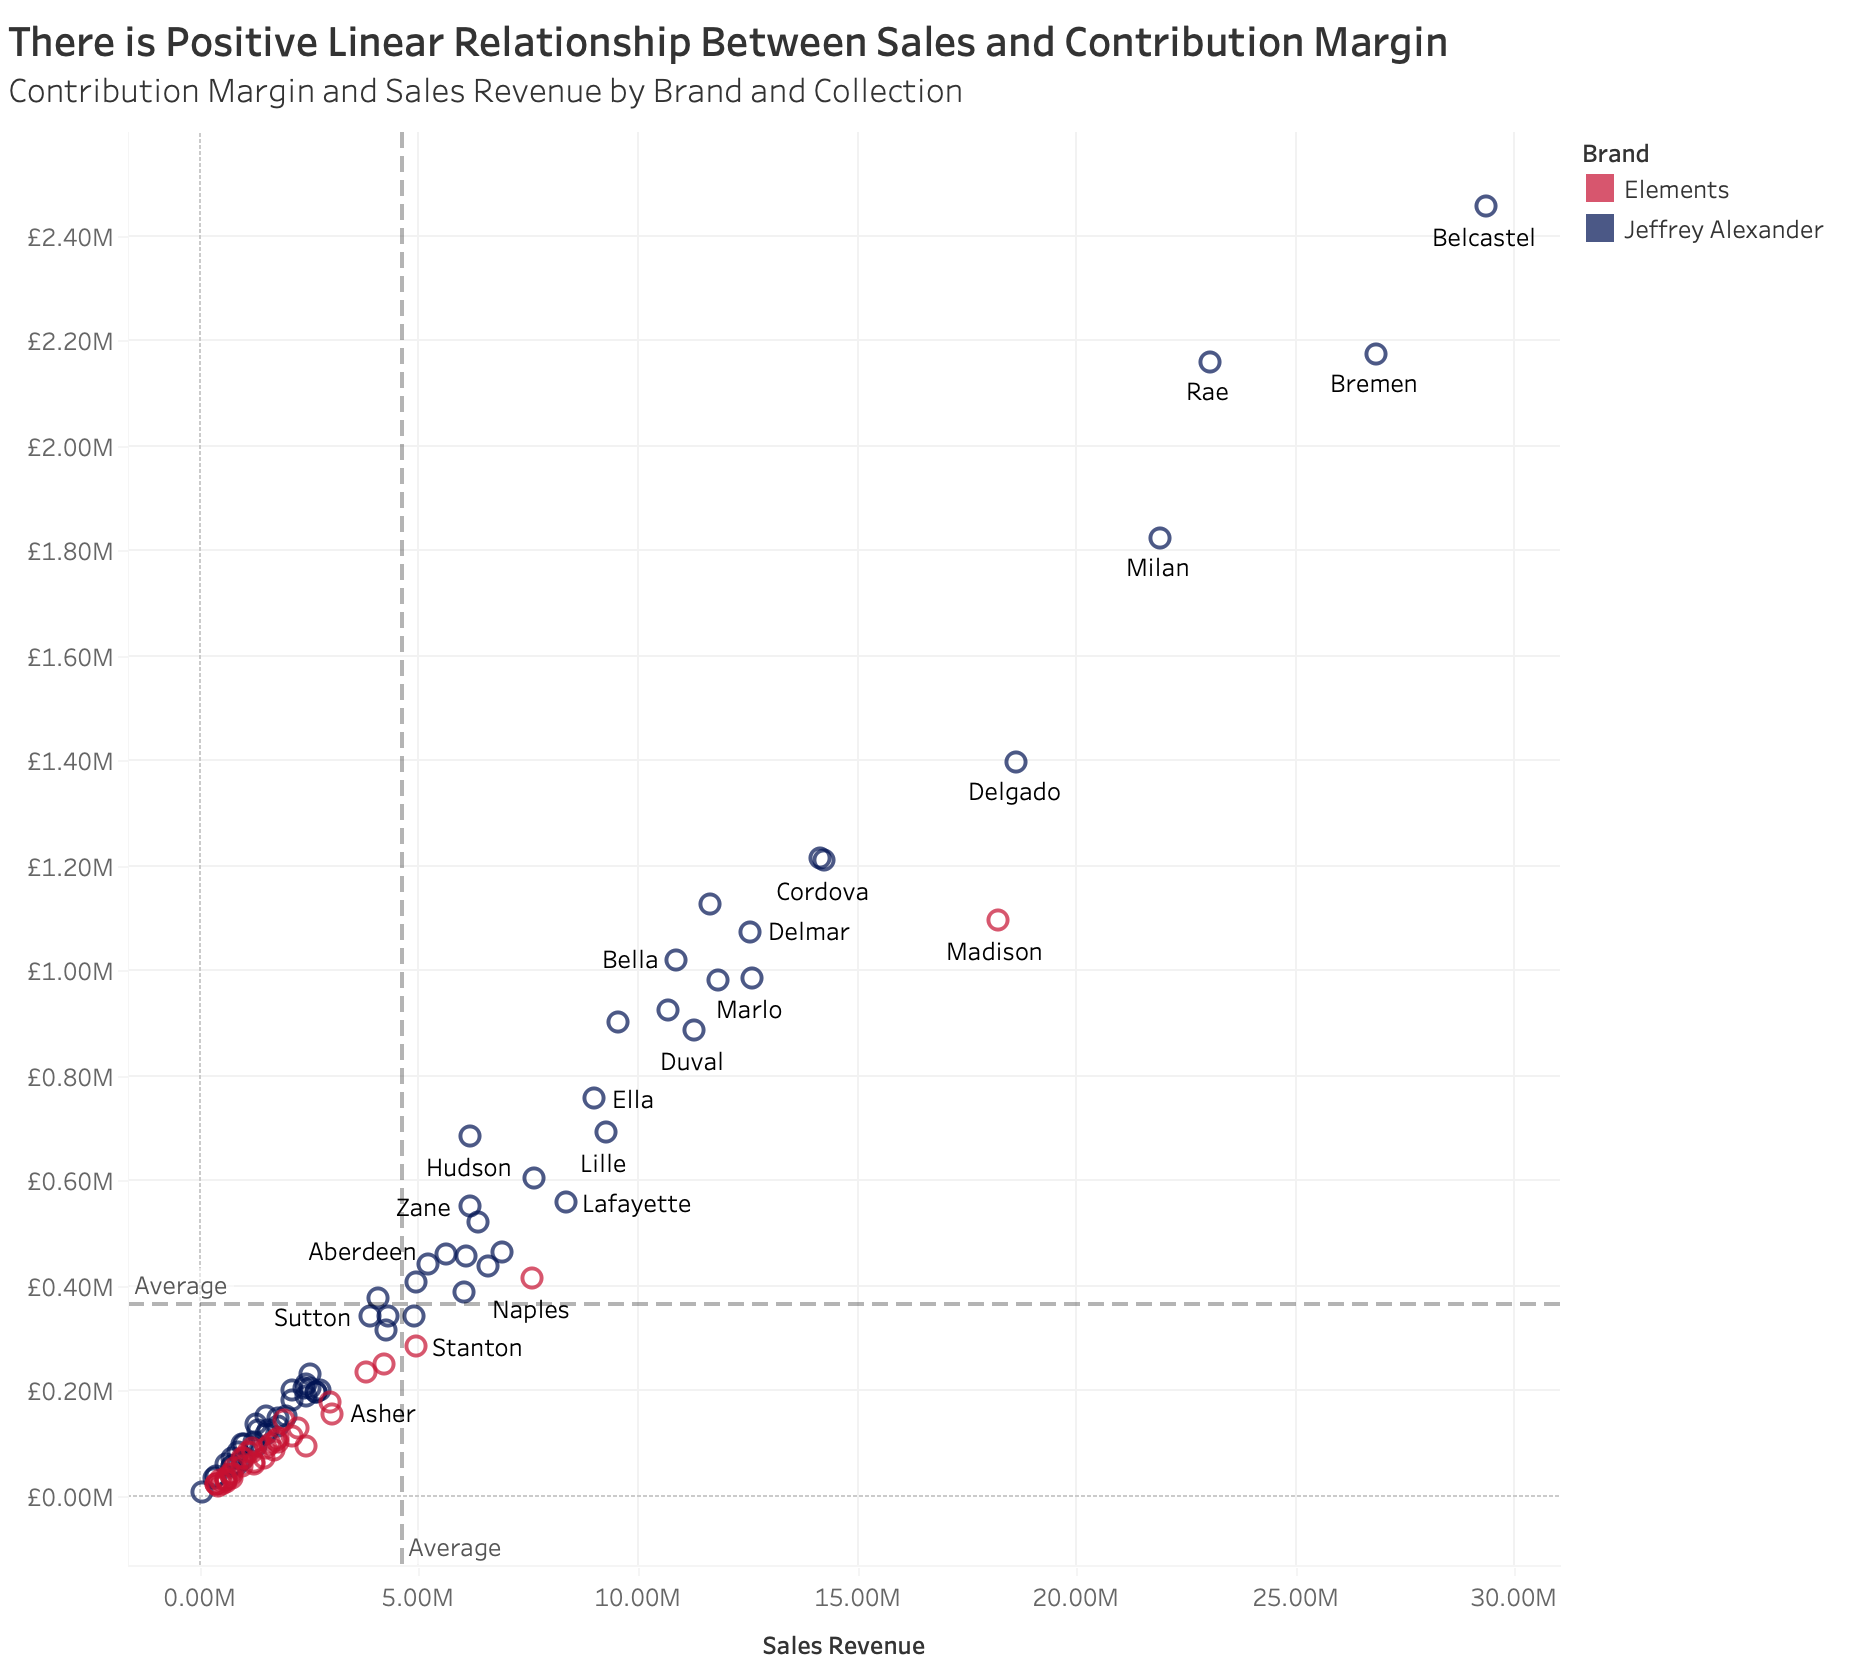 There is Positive Linear Relationship Between Sales and Contribution Margin
Contribution Margin and Sales Revenue by Brand and Collection
Brand
Elements
Jeffrey Alexander
£2.40M
£2.20M
£2.00M
£1.80M
£1.60M
£1.40M
£1.20M
£1.00M
£0.80M
£0.60M
£0.40M
£0.20M
£0.00M
Belcastel
Bremen
Rae
Milan
Delgado
Cordova
Madison
Delmar
Bella
Marlo
Duval
Ella
Lille
Hudson
Lafayette
Zane
Aberdeen
Average
Naples
Sutton
Stanton
Asher
Average
0.00M
5.00M
10.00M
15.00M
20.00M
25.00M
30.00M
Sales Revenue